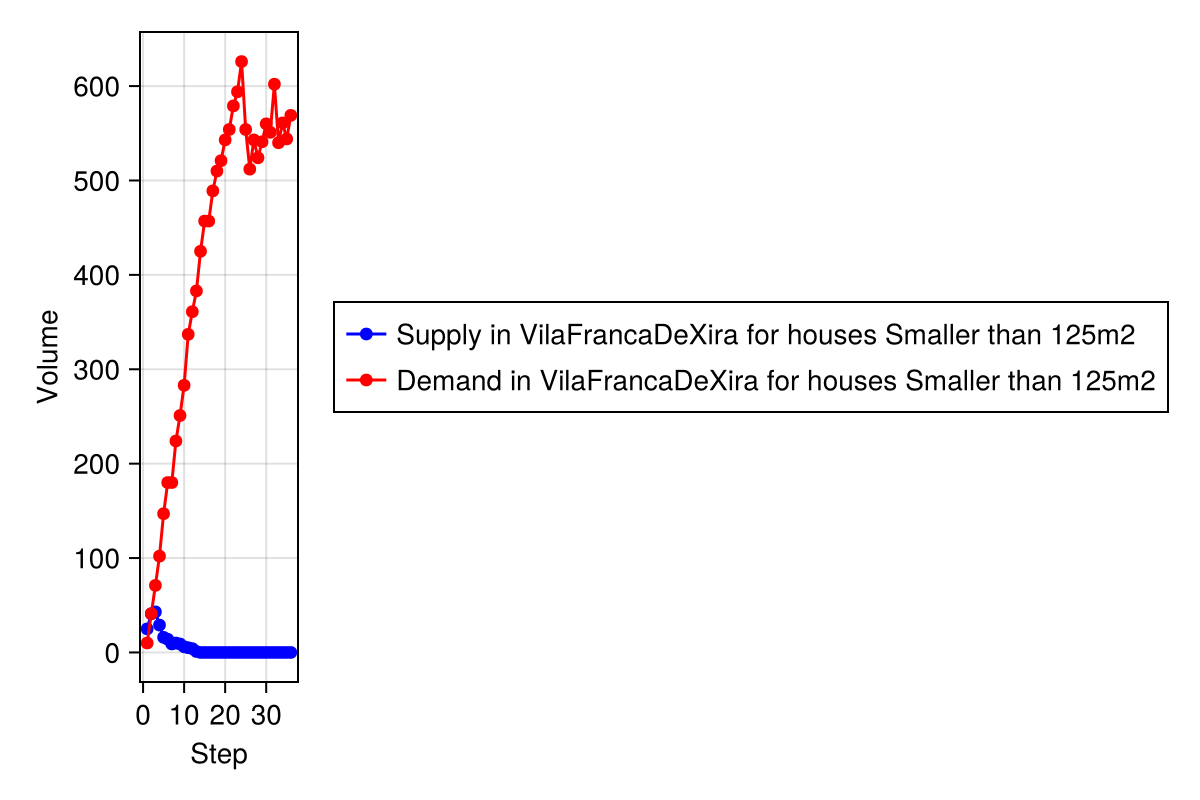 600
500
400
300
200
100
0
Volume
0 10 20 30
Step
Supply in VilaFrancaDeXira for houses Smaller than 125m2
Demand in VilaFrancaDeXira for houses Smaller than 125m2